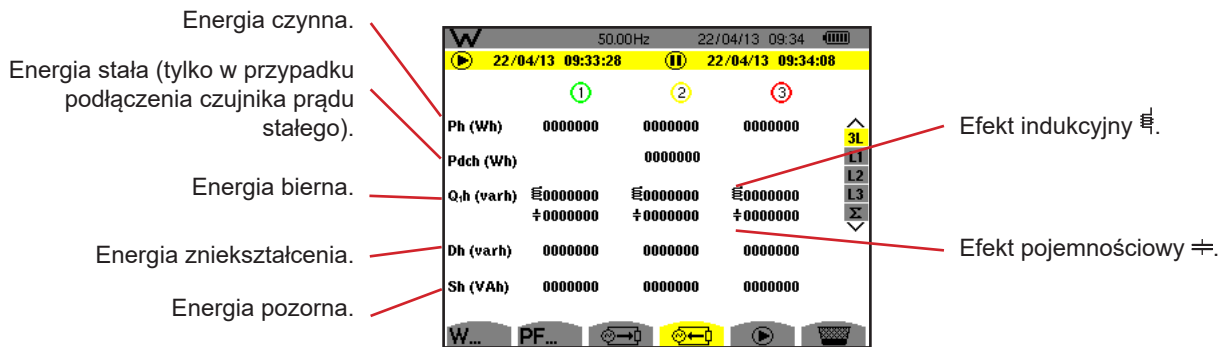 Energia czynna.
Energia stała (tylko w przypadku
podłączenia czujnika prądu
stałego).
Energia bierna.
Energia zniekształcenia.
Energia pozorna.
W 50.00Hz 22/04/13 09:34
22/04/13 09:33:28 22/04/13 09:34:08
1 2 3
Ph (Wh) 0000000 0000000 0000000
Pdch (Wh) 0000000
Q₁h (varh) 0000000 0000000 0000000
0000000 0000000 0000000
Dh (varh) 0000000 0000000 0000000
Sh (VAh) 0000000 0000000 0000000
3L
L1
L2
L3
Σ
W... PF...
Efekt indukcyjny .
Efekt pojemnościowy .